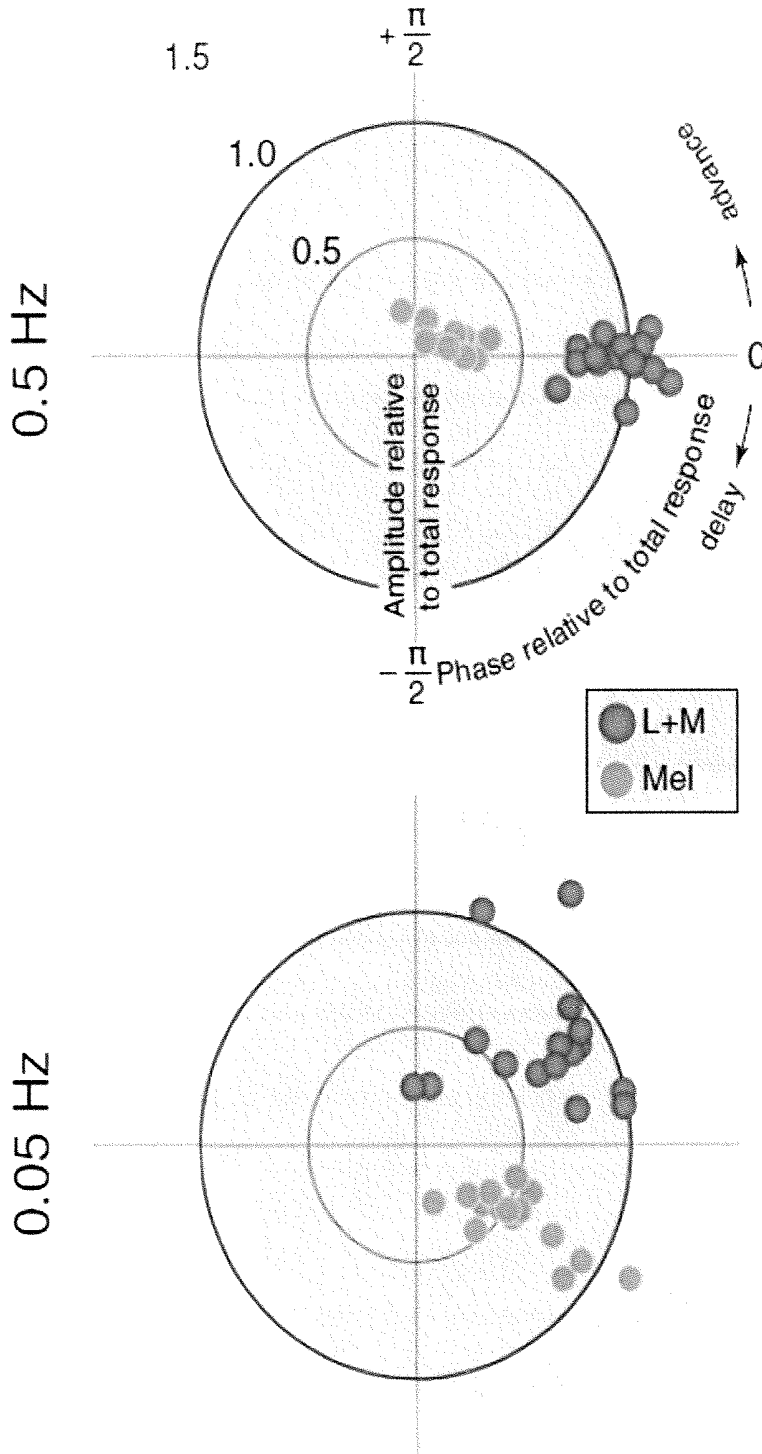 0.5 Hz
+ π/2
1.5
1.0
0.5
advance
0
delay
Amplitude relative
to total response
Phase relative to total response
− π/2
L+M
Mel
0.05 Hz